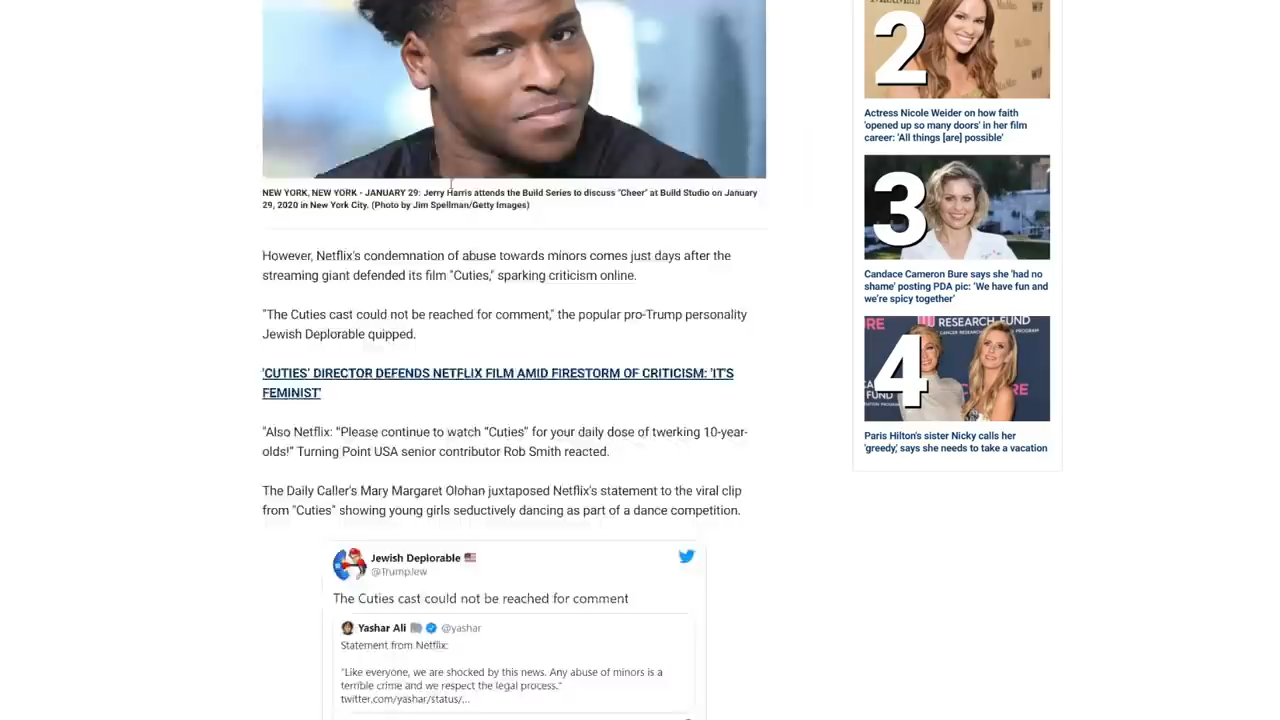 NEW YORK, NEW YORK - JANUARY 29: Jerry Harris attends the Build Series to discuss "Cheer" at Build Studio on January
29, 2020 in New York City. (Photo by Jim Spellman/Getty Images)
However, Netflix's condemnation of abuse towards minors comes just days after the
streaming giant defended its film "Cuties," sparking criticism online.
"The Cuties cast could not be reached for comment," the popular pro-Trump personality
Jewish Deplorable quipped.
'CUTIES' DIRECTOR DEFENDS NETFLIX FILM AMID FIRESTORM OF CRITICISM: 'IT'S
FEMINIST'
"Also Netflix: "Please continue to watch "Cuties" for your daily dose of twerking 10-year-
olds!" Turning Point USA senior contributor Rob Smith reacted.
The Daily Caller's Mary Margaret Olohan juxtaposed Netflix's statement to the viral clip
from "Cuties" showing young girls seductively dancing as part of a dance competition.
Jewish Deplorable
@TrumpJew
The Cuties cast could not be reached for comment
Yashar Ali @yashar
Statement from Netflix:
"Like everyone, we are shocked by this news. Any abuse of minors is a
terrible crime and we respect the legal process."
twitter.com/yashar/status/...
2
Actress Nicole Weider on how faith
'opened up so many doors' in her film
career: 'All things [are] possible'
3
Candace Cameron Bure says she 'had no
shame' posting PDA pic: 'We have fun and
we're spicy together'
RESEARCH FUND
4
Paris Hilton's sister Nicky calls her
'greedy,' says she needs to take a vacation